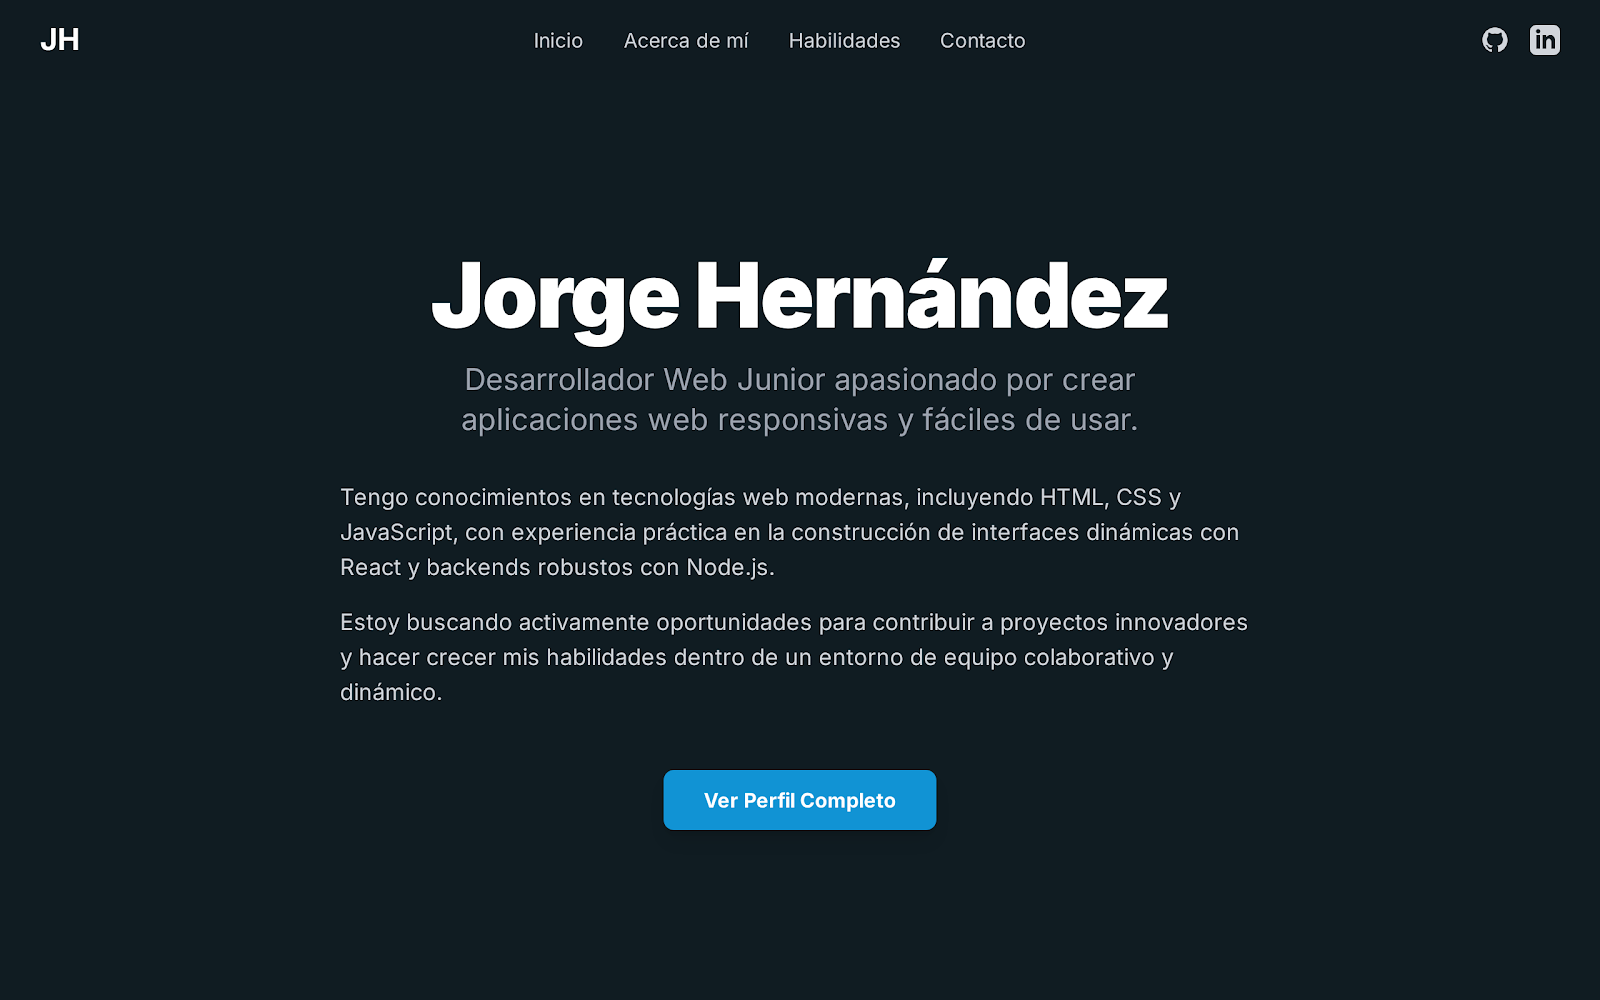 JH
Inicio
Acerca de mí
Habilidades
Contacto
in
Jorge Hernández
Desarrollador Web Junior apasionado por crear
aplicaciones web responsivas y fáciles de usar.
Tengo conocimientos en tecnologías web modernas, incluyendo HTML, CSS y
JavaScript, con experiencia práctica en la construcción de interfaces dinámicas con
React y backends robustos con Node.js.
Estoy buscando activamente oportunidades para contribuir a proyectos innovadores
y hacer crecer mis habilidades dentro de un entorno de equipo colaborativo y
dinámico.
Ver Perfil Completo